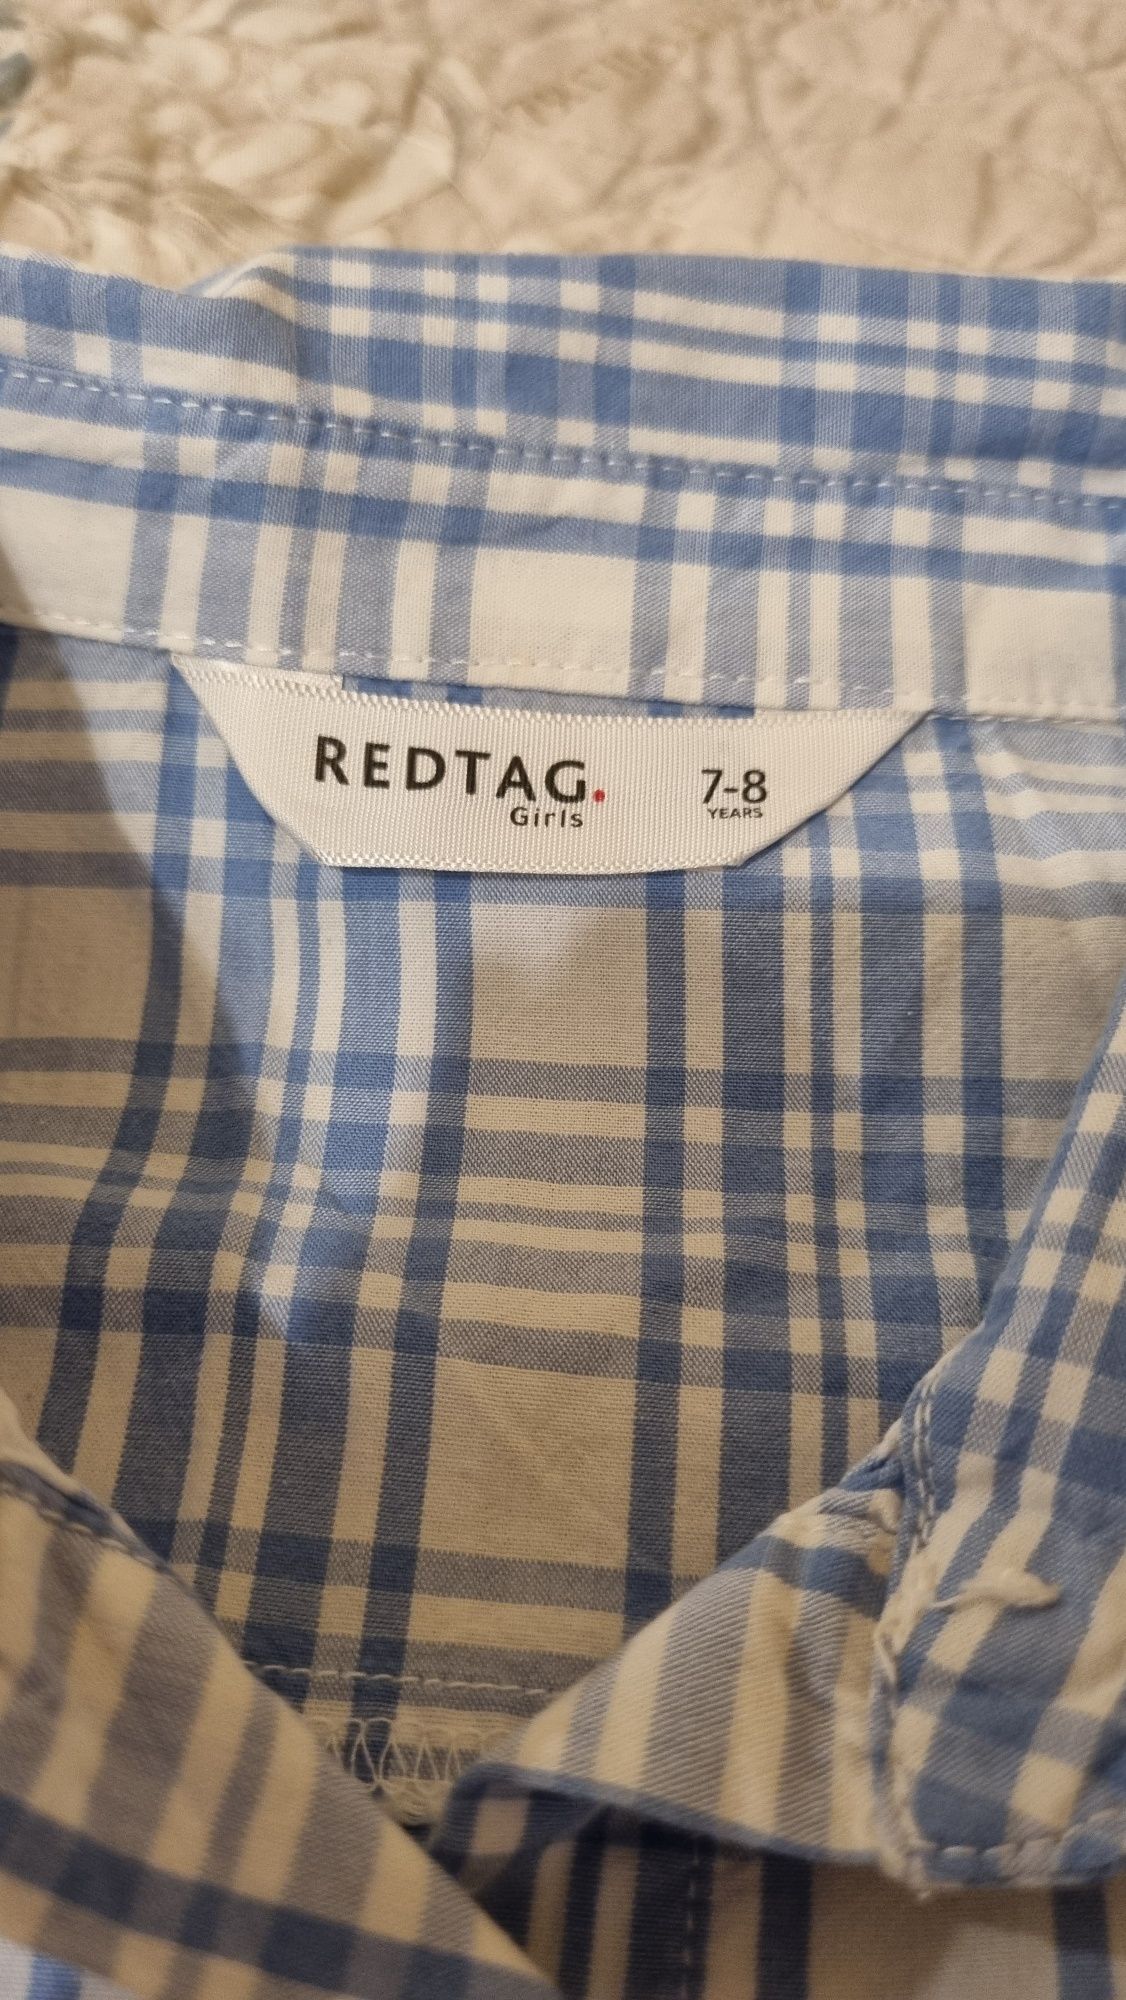 REDTAG.
Girls
7-8
YEARS